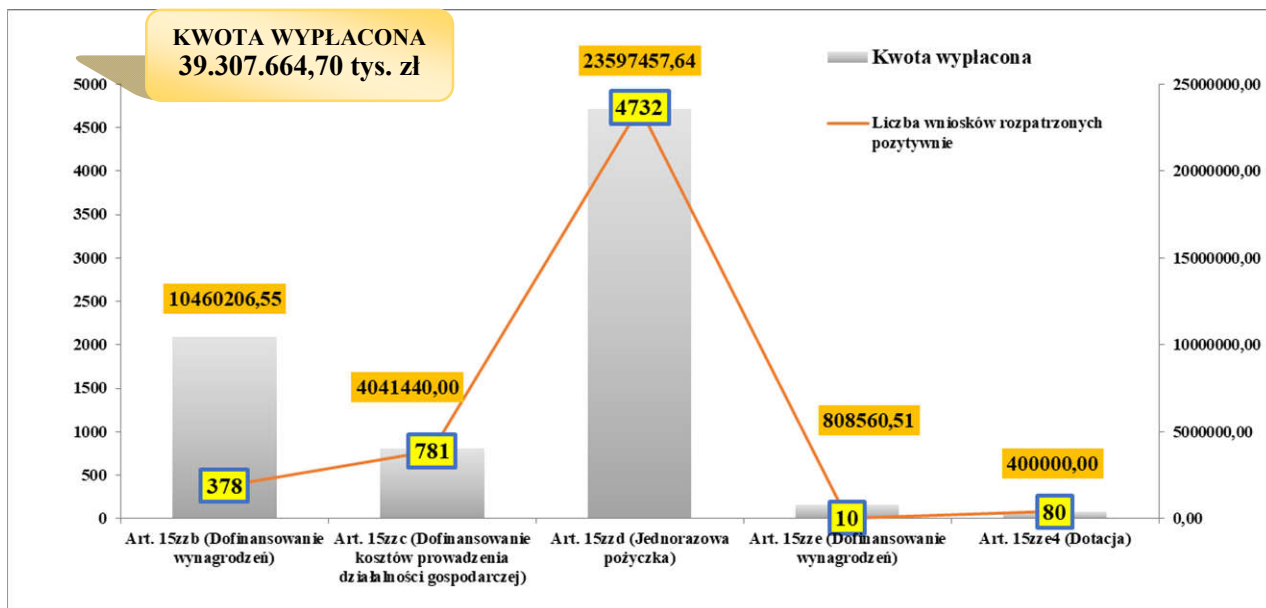 KWOTA WYPŁACONA
39.307.664,70 tys. zł
23597457,64
Kwota wypłacona
Liczba wniosków rozpatrzonych
pozytywnie
5000
4500
4000
3500
3000
2500
2000
1500
1000
500
0
25000000,00
20000000,00
15000000,00
10000000,00
5000000,00
0,00
4732
10460206,55
4041440,00
808560,51
400000,00
378
781
10
80
Art. 15zzb (Dofinansowanie
wynagrodzeń)
Art. 15zzc (Dofinansowanie
kosztów prowadzenia
działalności gospodarczej)
Art. 15zzd (Jednorazowa
pożyczka)
Art. 15zze (Dofinansowanie
wynagrodzeń)
Art. 15zze4 (Dotacja)